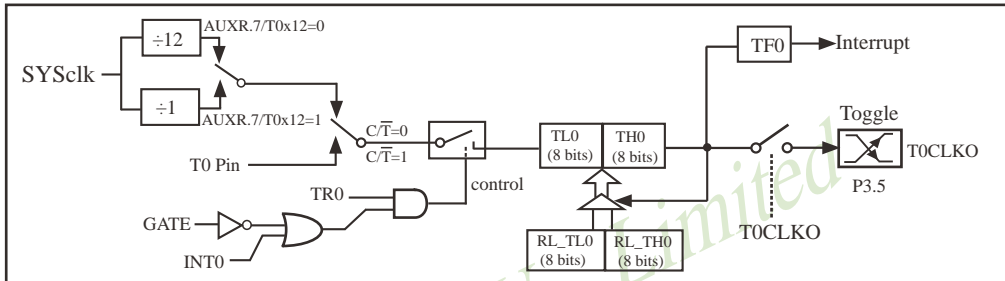 AUXR.7/T0x12=0
÷12
SYSclk
÷1
AUXR.7/T0x12=1
T0 Pin
C/T̅=0
C/T̅=1
control
TR0
GATE
INT0
TL0
(8 bits)
TH0
(8 bits)
RL_TL0
(8 bits)
RL_TH0
(8 bits)
TF0
Interrupt
Toggle
T0CLKO
P3.5
T0CLKO
Limited